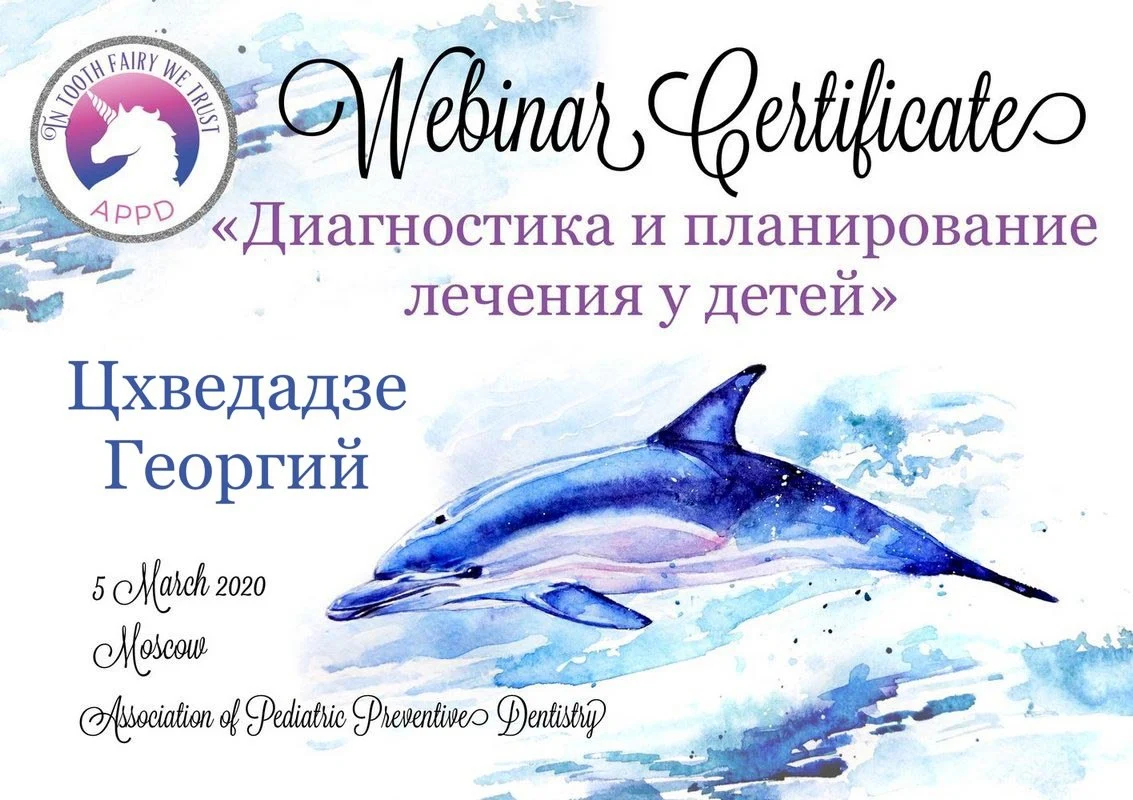 IN TOOTH FAIRY WE TRUST
APPD
Webinar Certificate
«Диагностика и планирование
лечения у детей»
Цхведадзе
Георгий
5 March 2020
Moscow
Association of Pediatric Preventive Dentistry